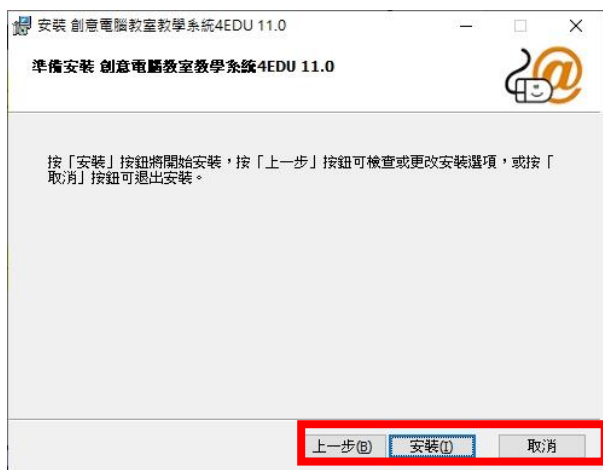 安裝 創意電腦教室教學系統4EDU 11.0
準備安裝 創意電腦教室教學系統4EDU 11.0
按「安裝」按鈕將開始安裝，按「上一步」按鈕可檢查或更改安裝選項，或按「
取消」按鈕可退出安裝。
上一步(B) 安裝(I) 取消